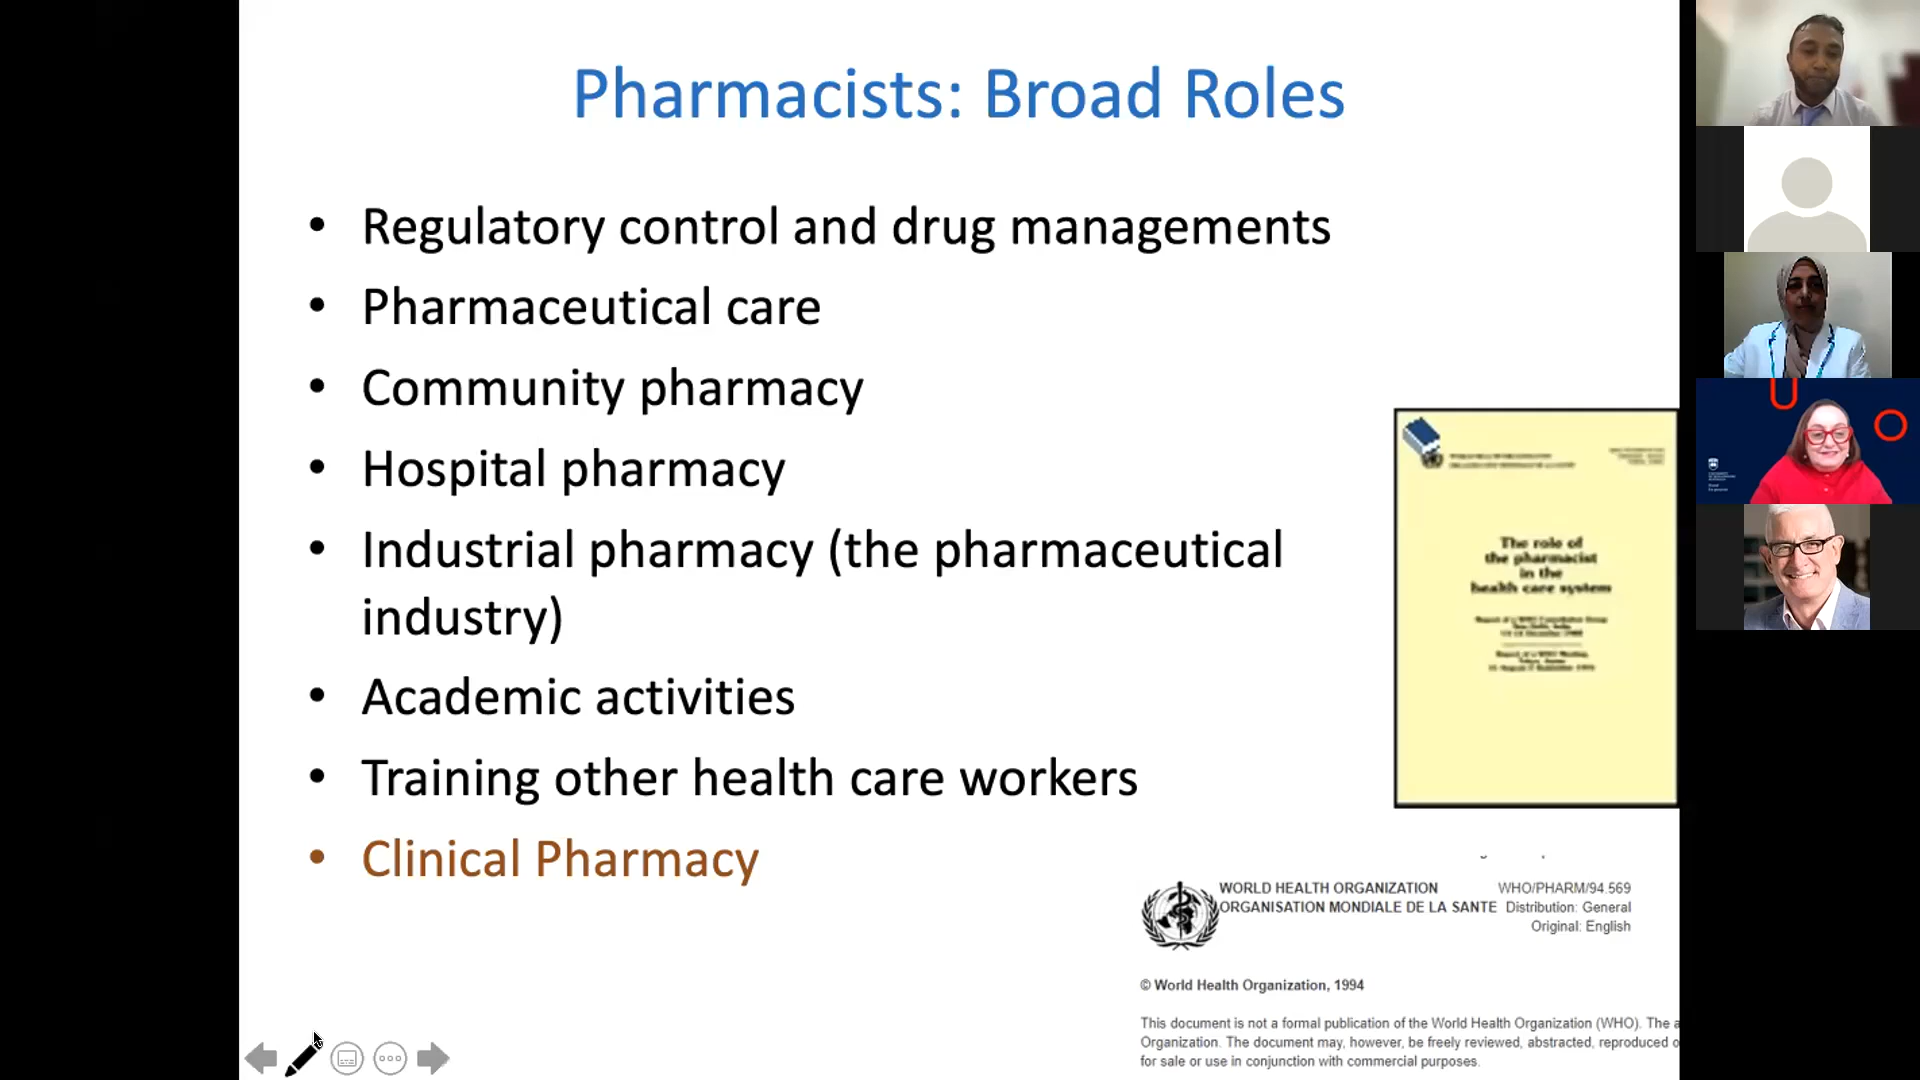 Pharmacists: Broad Roles
• Regulatory control and drug managements
• Pharmaceutical care
• Community pharmacy
• Hospital pharmacy
• Industrial pharmacy (the pharmaceutical
industry)
• Academic activities
• Training other health care workers
• Clinical Pharmacy
The role of
the pharmacist
in the
health care system
WORLD HEALTH ORGANIZATION
ORGANISATION MONDIALE DE LA SANTE
WHO/PHARM/94.569
Distribution: General
Original: English
© World Health Organization, 1994
This document is not a formal publication of the World Health Organization (WHO). The a
Organization. The document may, however, be freely reviewed, abstracted, reproduced o
for sale or use in conjunction with commercial purposes.